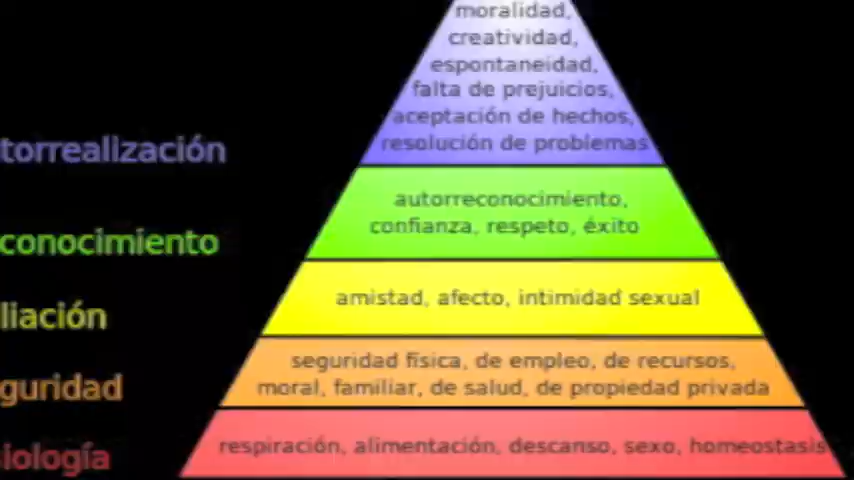 moralidad,
creatividad,
espontaneidad,
falta de prejuicios,
aceptación de hechos,
resolución de problemas
torrealización
autorreconocimiento,
confianza, respeto, éxito
conocimiento
amistad, afecto, intimidad sexual
liación
seguridad física, de empleo, de recursos,
moral, familiar, de salud, de propiedad privada
guridad
respiración, alimentación, descanso, sexo, homeostasis
iología